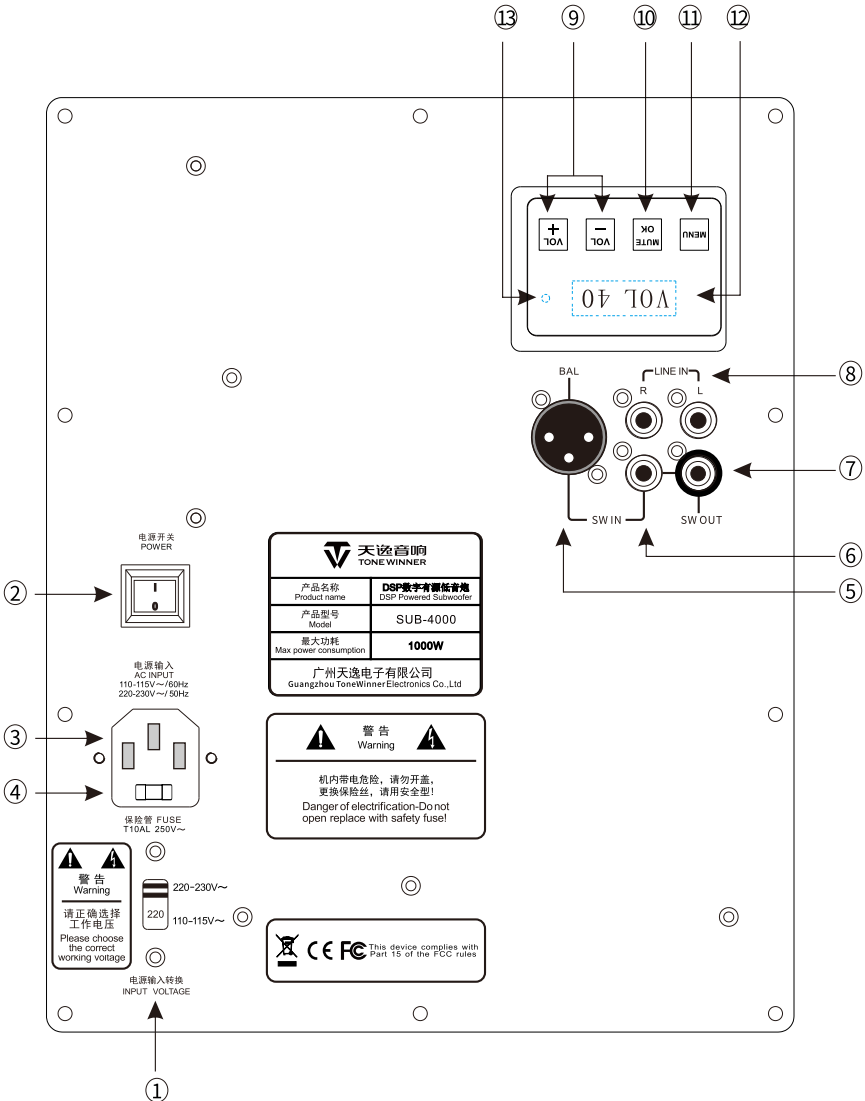 ⑬ ⑨ ⑩ ⑪ ⑫
VOL +
VOL −
MUTE OK
MENU
VOL 40
BAL
LINE IN
R L
⑧
⑦
SW IN
SW OUT
⑥
⑤
电源开关
POWER
I
0
②
电源输入
AC INPUT
110-115V～/60Hz
220-230V～/50Hz
③
④
保险管 FUSE
T10AL 250V～
警告
Warning
请正确选择
工作电压
Please choose
the correct
working voltage
220-230V～
220
110-115V～
电源输入转换
INPUT VOLTAGE
①
天逸音响
TONEWINNER
产品名称
Product name
DSP数字有源低音炮
DSP Powered Subwoofer
产品型号
Model
SUB-4000
最大功耗
Max power consumption
1000W
广州天逸电子有限公司
Guangzhou ToneWinner Electronics Co.,Ltd
警告
Warning
机内带电危险，请勿开盖，
更换保险丝，请用安全型！
Danger of electrification-Do not
open replace with safety fuse!
CE FC This device complies with
Part 15 of the FCC rules